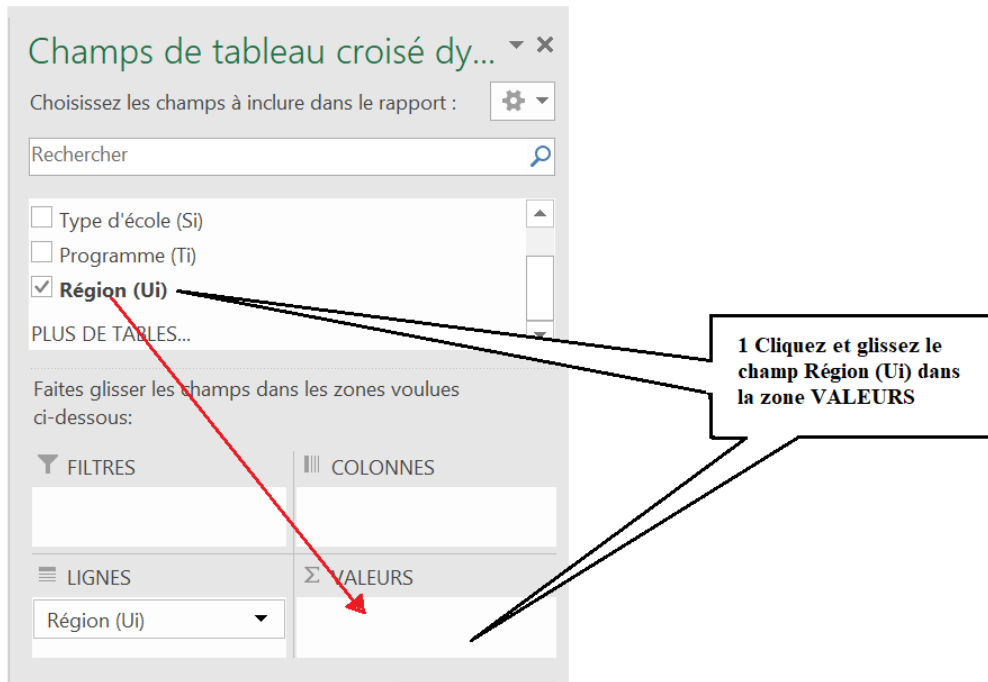 Champs de tableau croisé dy...
Choisissez les champs à inclure dans le rapport :
Rechercher
Type d'école (Si)
Programme (Ti)
Région (Ui)
PLUS DE TABLES...
1 Cliquez et glissez le
champ Région (Ui) dans
la zone VALEURS
Faites glisser les champs dans les zones voulues
ci-dessous:
FILTRES
COLONNES
LIGNES
Σ VALEURS
Région (Ui)